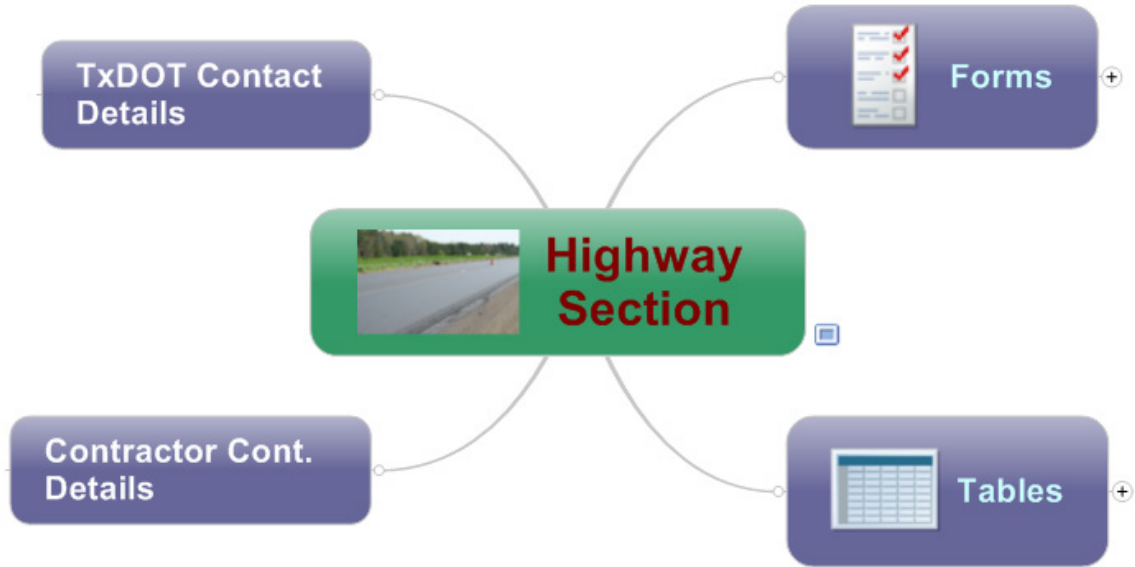 TxDOT Contact
Details
Forms
Highway
Section
Contractor Cont.
Details
Tables